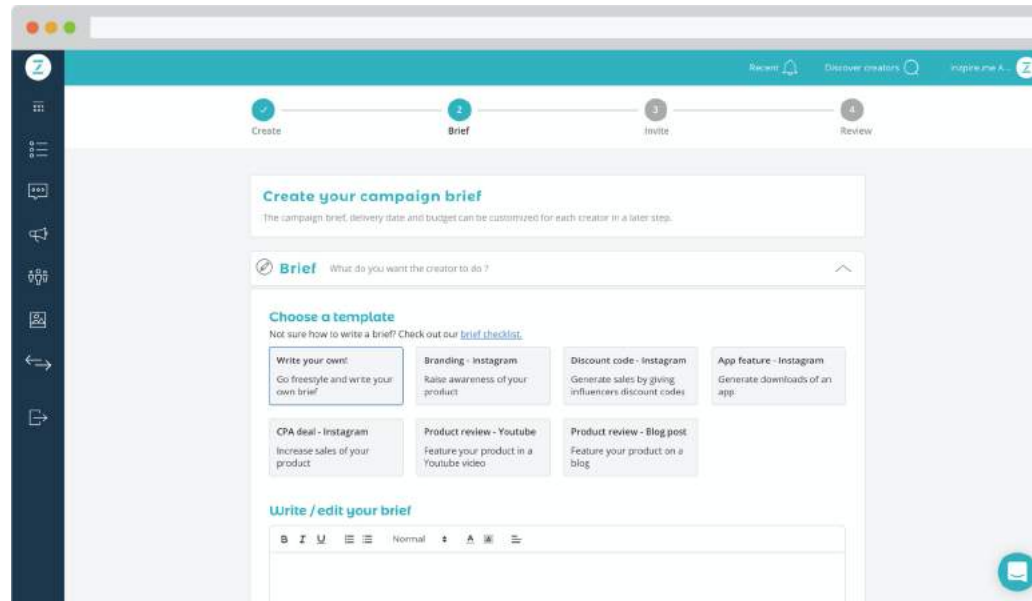 Z
Recent
Discover creators
inzpire.me A...
Z
2
3
4
Create
Brief
Invite
Review
Create your campaign brief
The campaign brief, delivery date and budget can be customized for each creator in a later step.
Brief What do you want the creator to do ?
Choose a template
Not sure how to write a brief? Check out our brief checklist.
Write your own!
Go freestyle and write your
own brief
Branding - Instagram
Raise awareness of your
product
Discount code - Instagram
Generate sales by giving
influencers discount codes
App feature - Instagram
Generate downloads of an
app
CPA deal - Instagram
Increase sales of your
product
Product review - Youtube
Feature your product in a
Youtube video
Product review - Blog post
Feature your product on a
blog
Write / edit your brief
B I U Normal A A